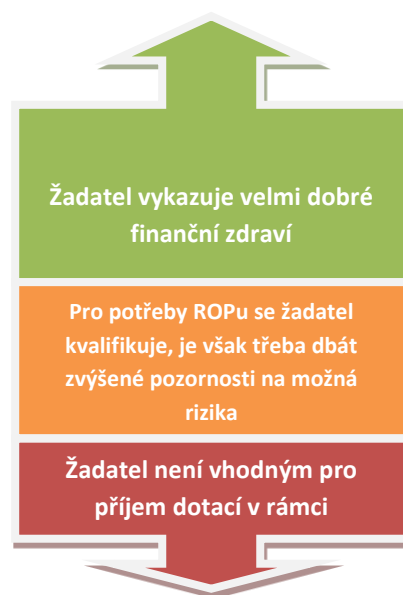 Žadatel vykazuje velmi dobré
finanční zdraví
Pro potřeby ROPu se žadatel
kvalifikuje, je však třeba dbát
zvýšené pozornosti na možná
rizika
Žadatel není vhodným pro
příjem dotací v rámci